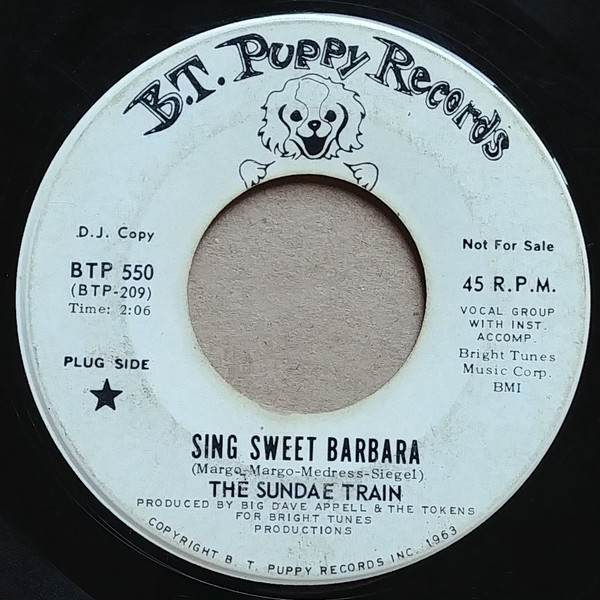 B.T. Puppy Records
D.J. Copy
BTP 550
(BTP-209)
Time: 2:06
PLUG SIDE
Not For Sale
45 R.P.M.
VOCAL GROUP
WITH INST.
ACCOMP.
Bright Tunes
Music Corp.
BMI
SING SWEET BARBARA
(Margo-Margo-Medress-Siegel)
THE SUNDAE TRAIN
PRODUCED BY BIG DAVE APPELL & THE TOKENS
FOR BRIGHT TUNES
PRODUCTIONS
COPYRIGHT B. T. PUPPY RECORDS INC. 1963